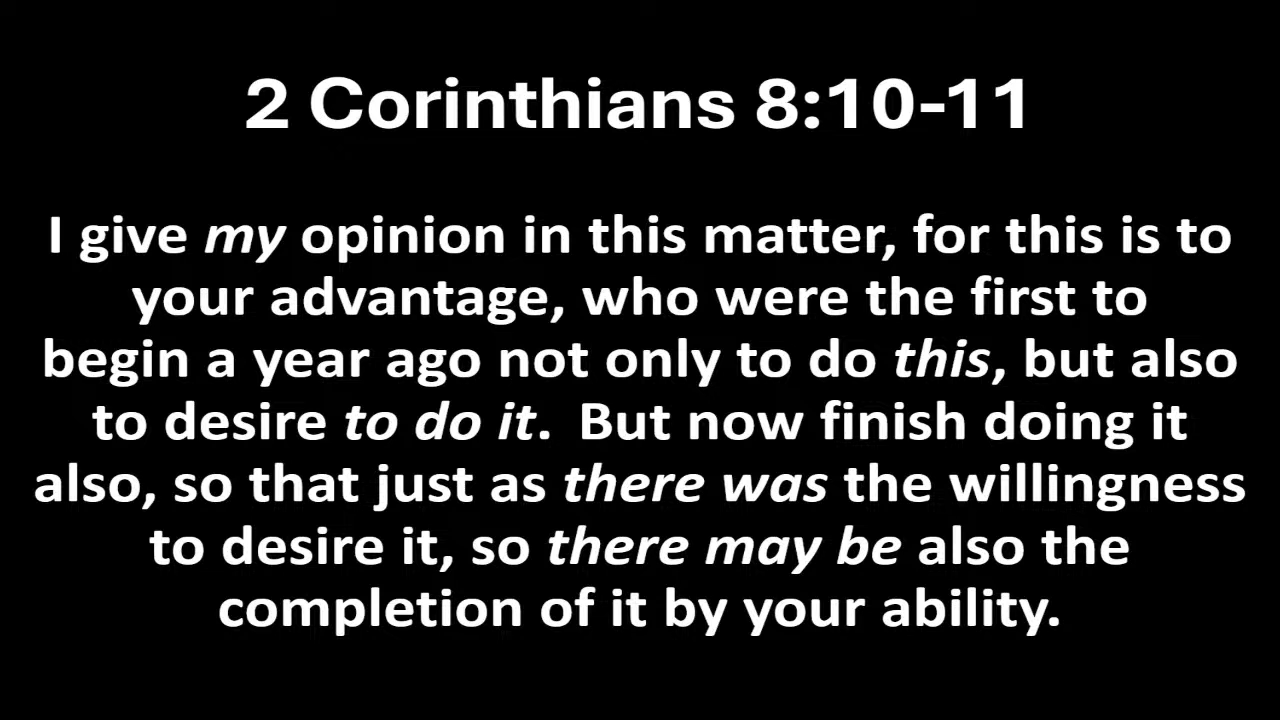 2 Corinthians 8:10-11
I give my opinion in this matter, for this is to
your advantage, who were the first to
begin a year ago not only to do this, but also
to desire to do it.  But now finish doing it
also, so that just as there was the willingness
to desire it, so there may be also the
completion of it by your ability.